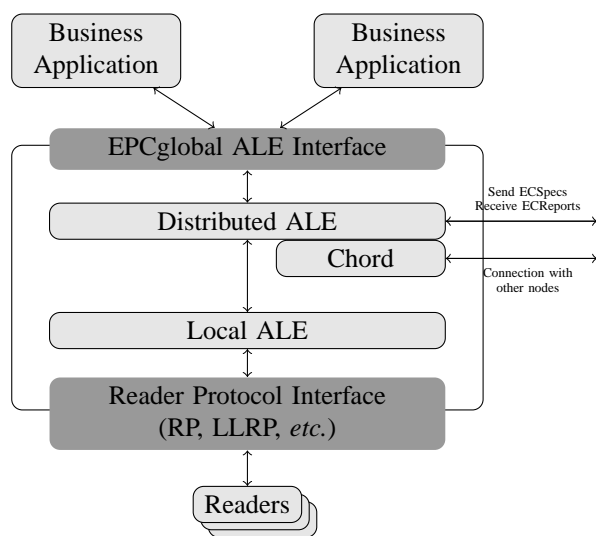 Business
Application
Business
Application
EPCglobal ALE Interface
Send ECSpecs
Receive ECReports
Distributed ALE
Chord
Connection with
other nodes
Local ALE
Reader Protocol Interface
(RP, LLRP, etc.)
Readers